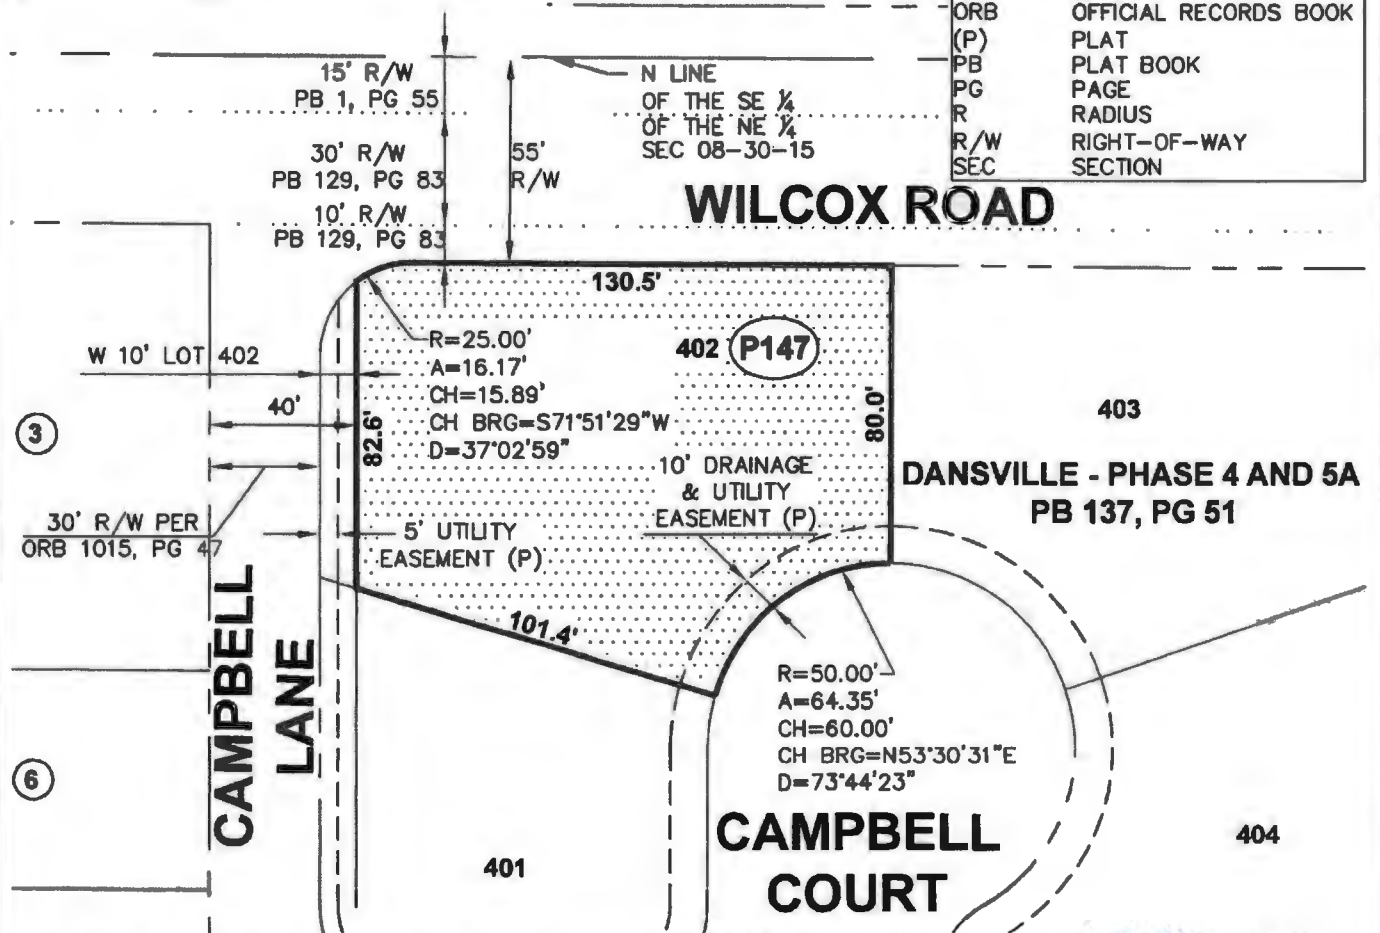 ORB OFFICIAL RECORDS BOOK
(P) PLAT
PB PLAT BOOK
PG PAGE
R RADIUS
R/W RIGHT-OF-WAY
SEC SECTION
15' R/W
PB 1, PG 55
N LINE
OF THE SE ¼
OF THE NE ¼
SEC 08-30-15
30' R/W
PB 129, PG 83
55'
R/W
10' R/W
PB 129, PG 83
WILCOX ROAD
130.5'
R=25.00'
A=16.17'
CH=15.89'
CH BRG=S71°51'29"W
D=37°02'59"
402
P147
W 10' LOT 402
40'
82.6'
80.0'
3
403
DANSVILLE - PHASE 4 AND 5A
PB 137, PG 51
10' DRAINAGE
& UTILITY
EASEMENT (P)
30' R/W PER
ORB 1015, PG 47
5' UTILITY
EASEMENT (P)
101.4'
CAMPBELL
LANE
R=50.00'
A=64.35'
CH=60.00'
CH BRG=N53°30'31"E
D=73°44'23"
6
CAMPBELL
COURT
401
404